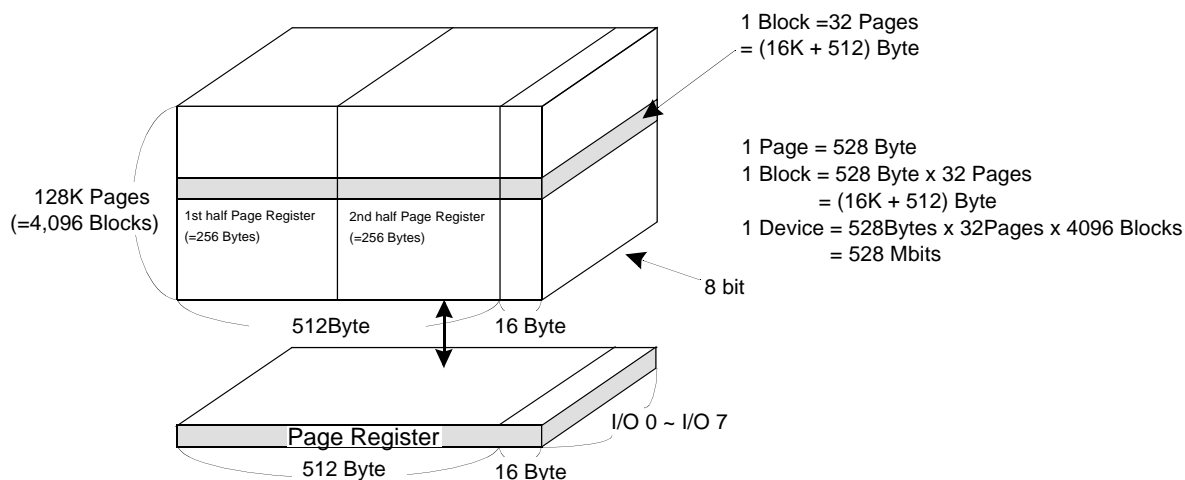 1 Block =32 Pages
= (16K + 512) Byte
1 Page = 528 Byte
1 Block = 528 Byte x 32 Pages
= (16K + 512) Byte
1 Device = 528Bytes x 32Pages x 4096 Blocks
= 528 Mbits
128K Pages
(=4,096 Blocks)
1st half Page Register
(=256 Bytes)
2nd half Page Register
(=256 Bytes)
8 bit
512Byte
16 Byte
I/O 0 ~ I/O 7
Page Register
512 Byte
16 Byte